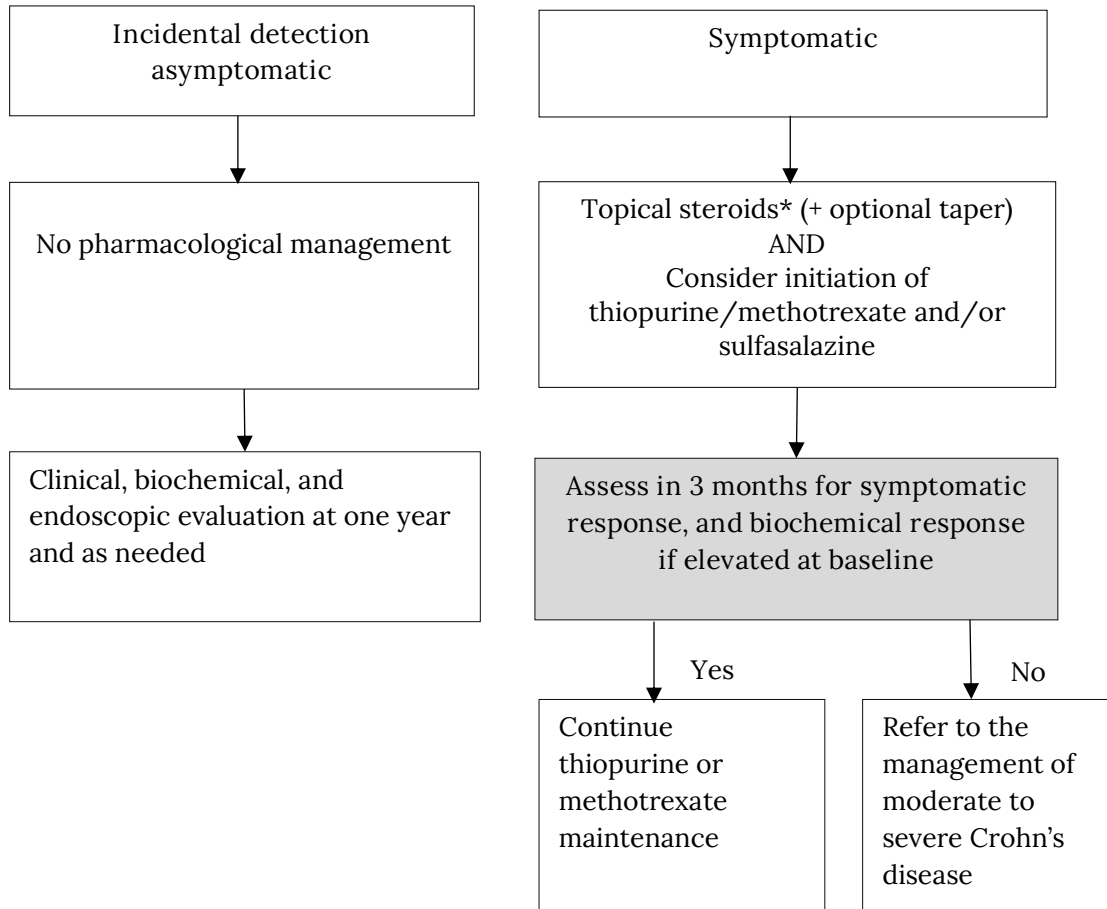 Incidental detection
asymptomatic
No pharmacological management
Clinical, biochemical, and
endoscopic evaluation at one year
and as needed
Symptomatic
Topical steroids* (+ optional taper)
AND
Consider initiation of
thiopurine/methotrexate and/or
sulfasalazine
Assess in 3 months for symptomatic
response, and biochemical response
if elevated at baseline
Yes
No
Continue
thiopurine or
methotrexate
maintenance
Refer to the
management of
moderate to
severe Crohn’s
disease